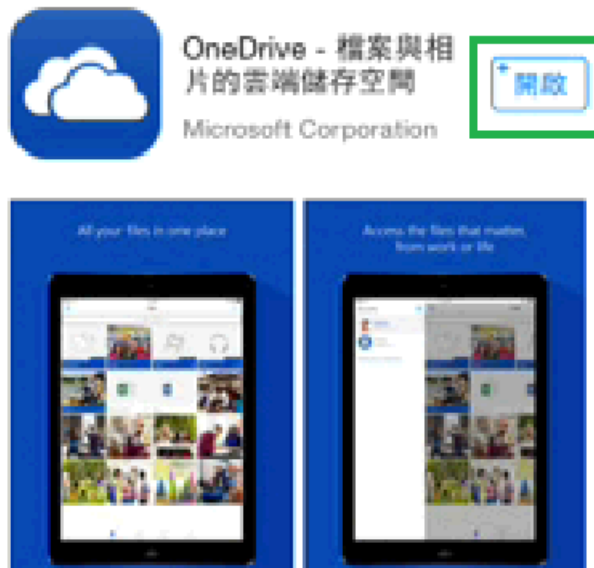 OneDrive - 檔案與相
片的雲端儲存空間
Microsoft Corporation
開啟
All your files in one place
Access the files that matter,
from work or life